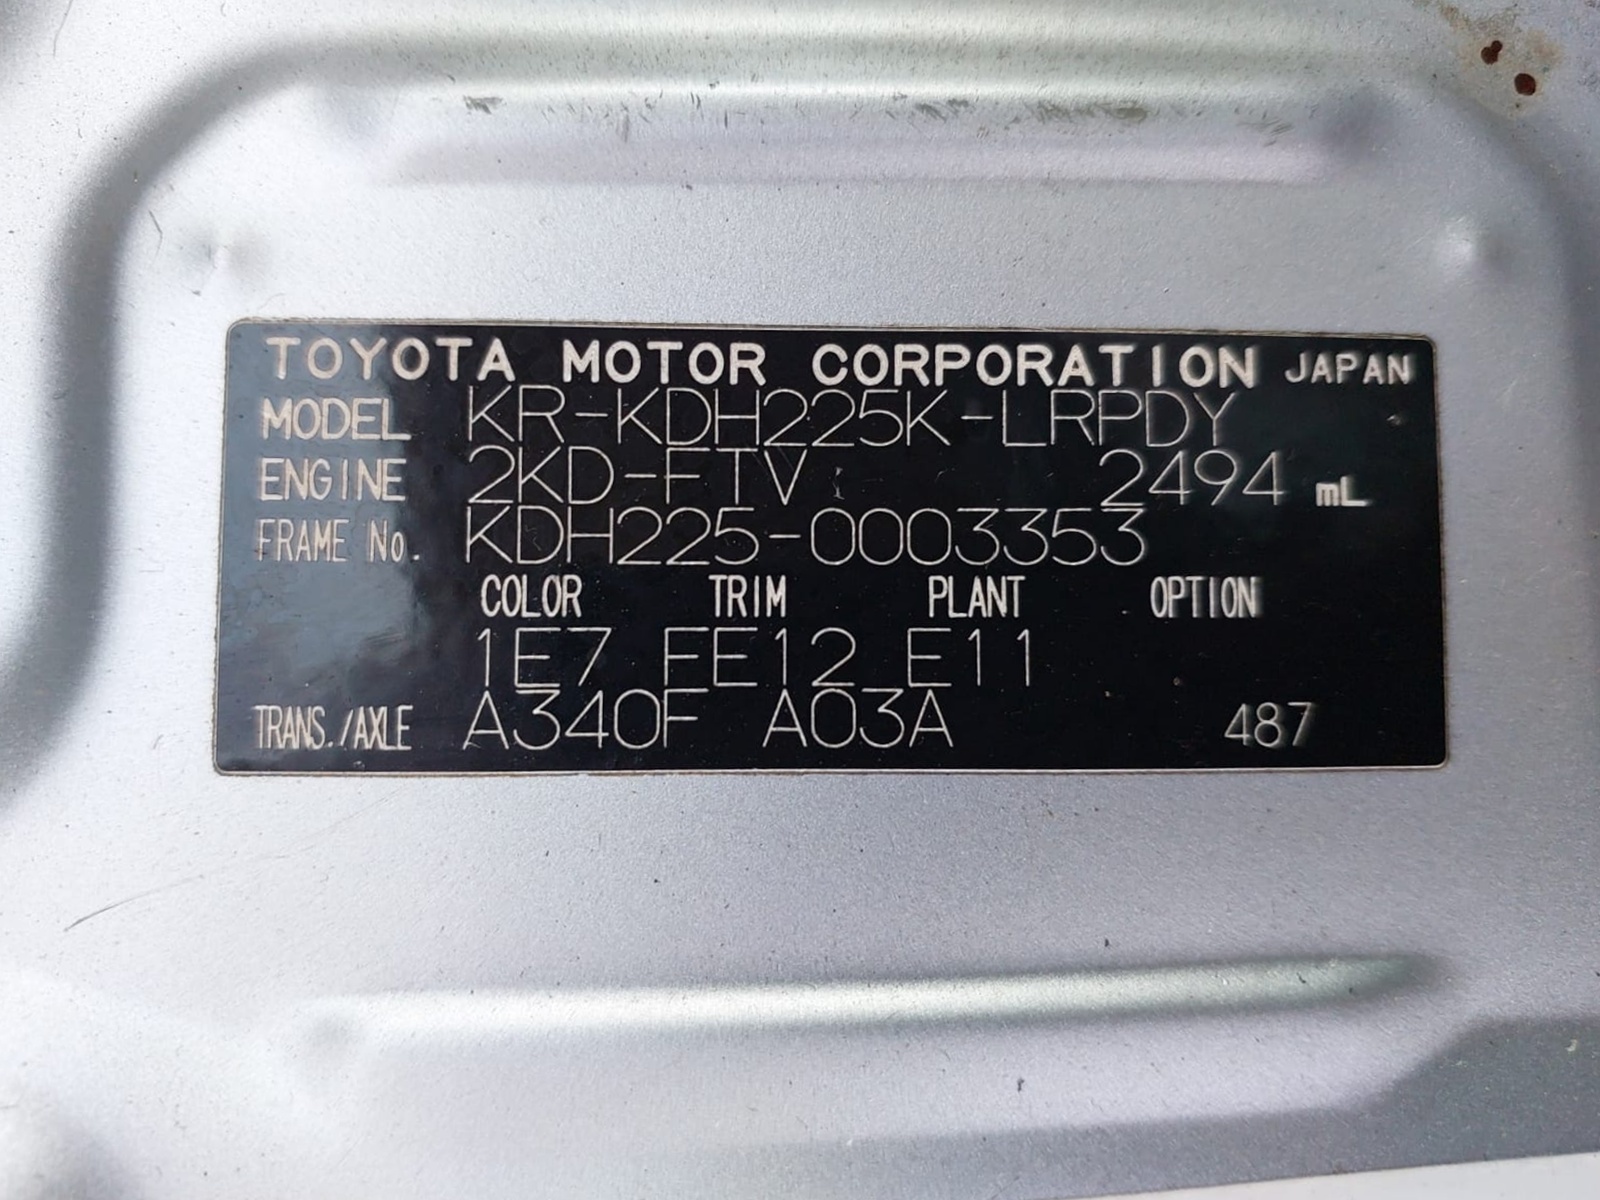 TOYOTA MOTOR CORPORATION JAPAN
MODEL KR-KDH225K-LRPDY
ENGINE 2KD-FTV 2494 mL
FRAME No. KDH225-0003353
COLOR TRIM PLANT OPTION
1E7 FE12 E11
TRANS./AXLE A340F A03A 487